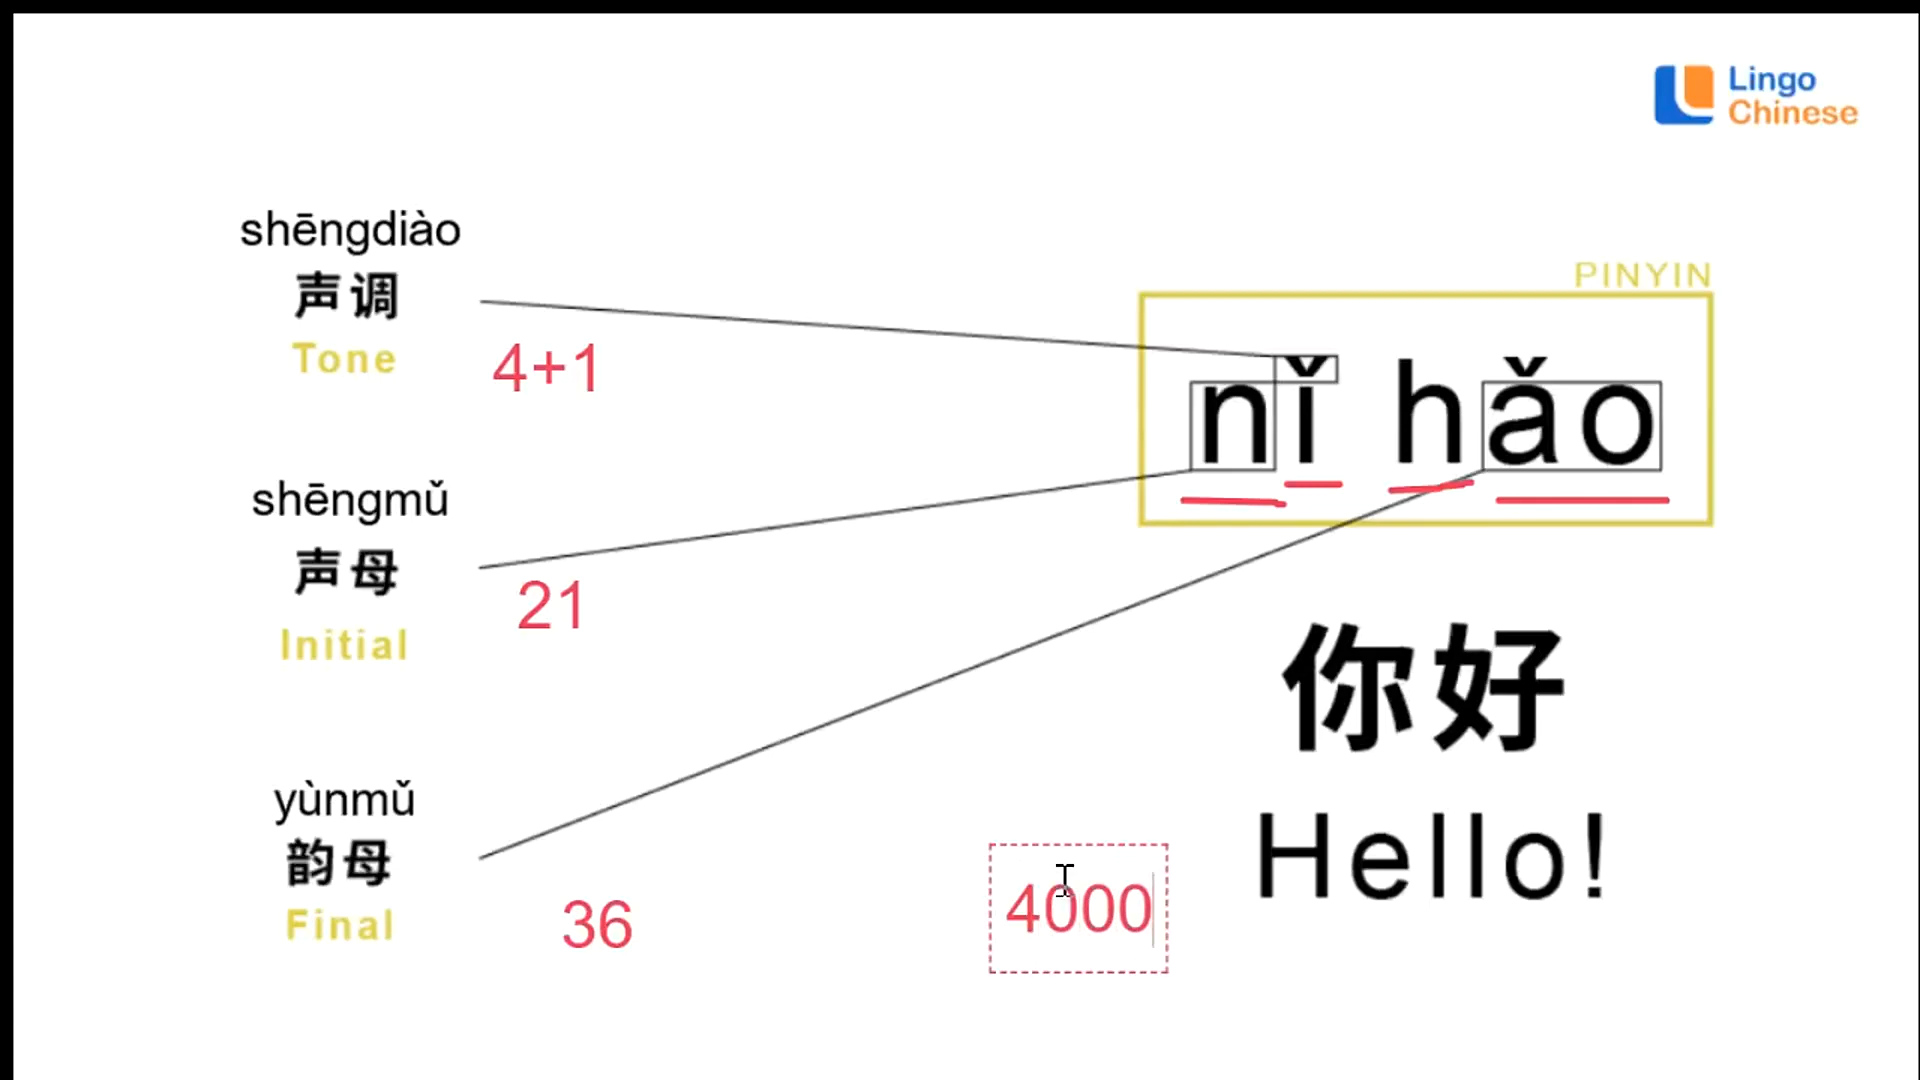 Lingo
Chinese
shēngdiào
声调
Tone
4+1
PINYIN
nǐ hǎo
shēngmǔ
声母
Initial
21
你好
yùnmǔ
韵母
Final
36
4000
Hello!